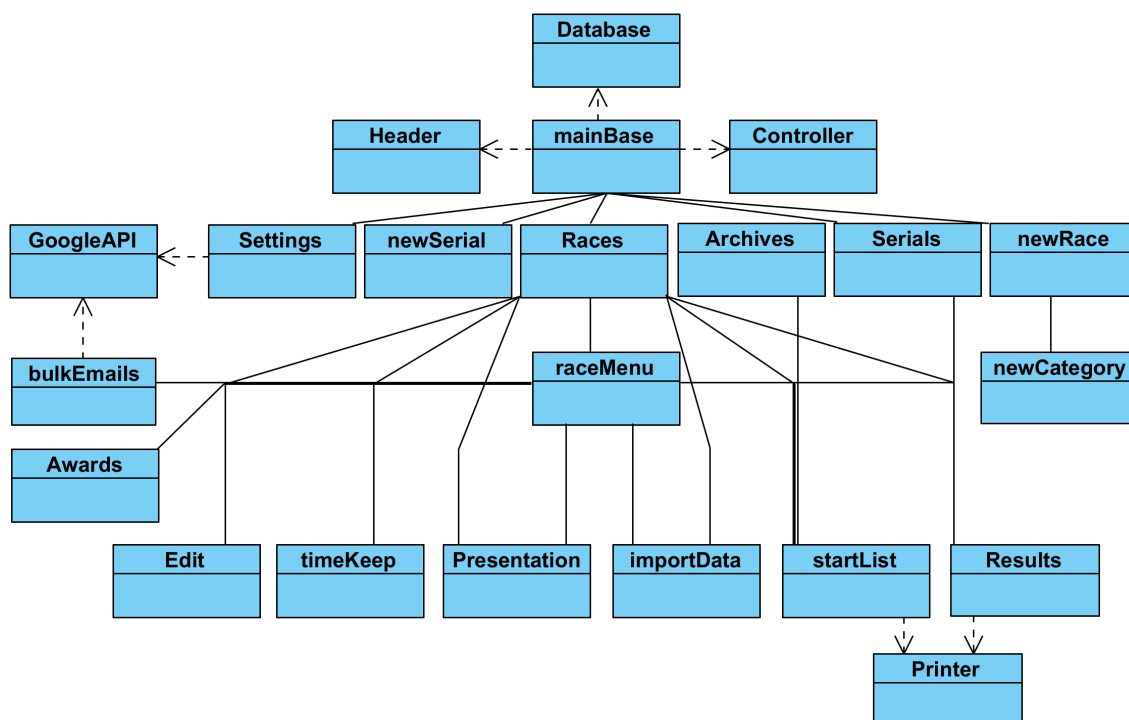 Database
Header
mainBase
Controller
GoogleAPI
Settings
newSerial
Races
Archives
Serials
newRace
bulkEmails
raceMenu
newCategory
Awards
Edit
timeKeep
Presentation
importData
startList
Results
Printer